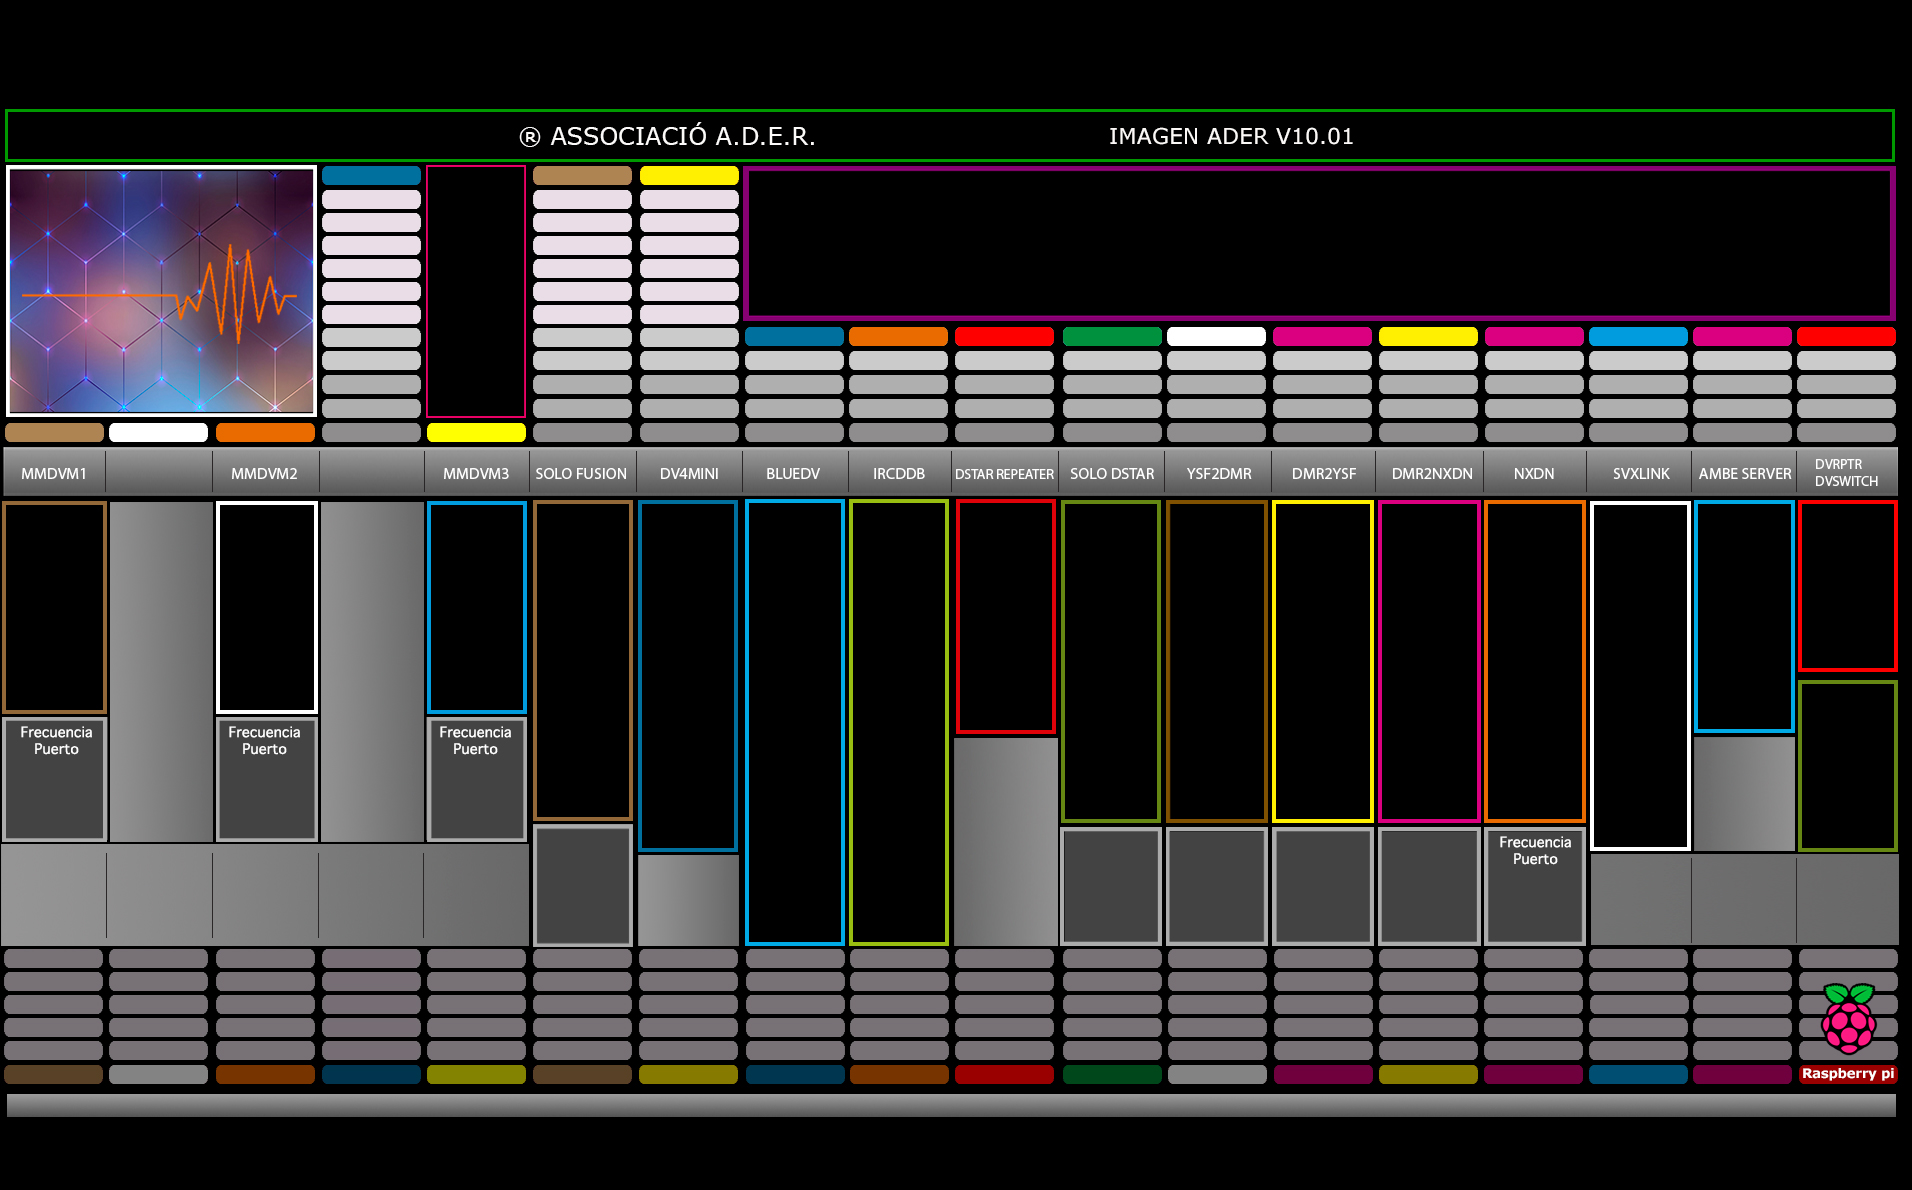 ® ASSOCIACIÓ A.D.E.R.
IMAGEN ADER V10.01
MMDVM1
MMDVM2
MMDVM3
SOLO FUSION
DV4MINI
BLUEDV
IRCDDB
DSTAR REPEATER
SOLO DSTAR
YSF2DMR
DMR2YSF
DMR2NXDN
NXDN
SVXLINK
AMBE SERVER
DVRPTR
DVSWITCH
Frecuencia
Puerto
Frecuencia
Puerto
Frecuencia
Puerto
Frecuencia
Puerto
Raspberry pi